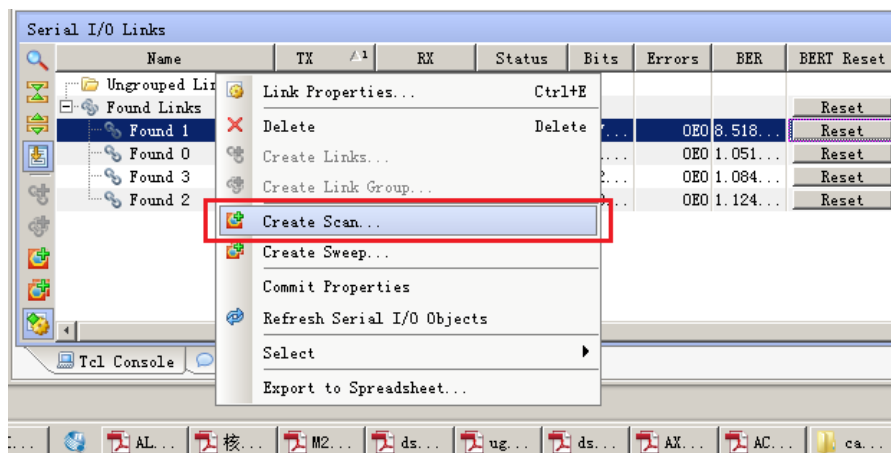 Serial I/O Links
Name TX 1 RX Status Bits Errors BER BERT Reset
Ungrouped Lin
Found Links Reset
Found 1 0E0 8.518... Reset
Found 0 0E0 1.051... Reset
Found 3 0E0 1.084... Reset
Found 2 0E0 1.124... Reset
Link Properties... Ctrl+E
Delete Delete
Create Links...
Create Link Group...
Create Scan...
Create Sweep...
Commit Properties
Refresh Serial I/O Objects
Select
Export to Spreadsheet...
Tcl Console
AL... 核... M2... ds... ug... ds... AX... AC... ca...